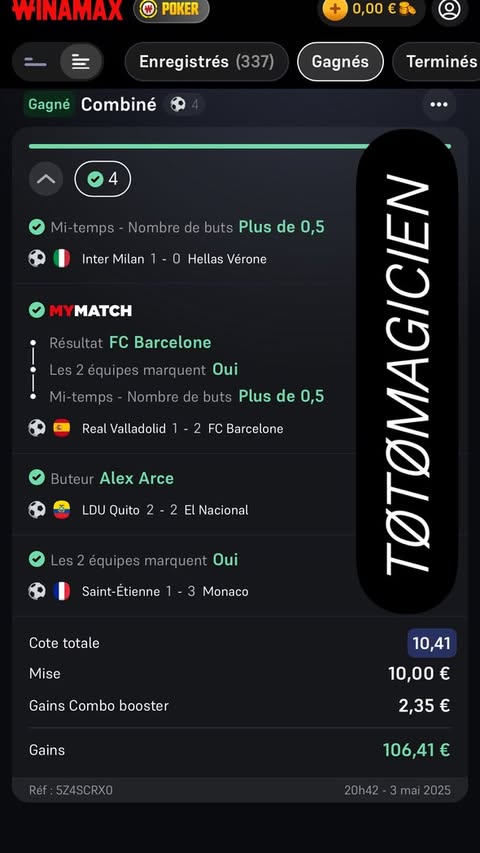 WINAMAX POKER 0,00 €
Enregistrés (337) Gagnés Terminés
Gagné Combiné 4
4
Mi-temps - Nombre de buts Plus de 0,5
Inter Milan 1 - 0 Hellas Vérone
MYMATCH
Résultat FC Barcelone
Les 2 équipes marquent Oui
Mi-temps - Nombre de buts Plus de 0,5
Real Valladolid 1 - 2 FC Barcelone
Buteur Alex Arce
LDU Quito 2 - 2 El Nacional
Les 2 équipes marquent Oui
Saint-Étienne 1 - 3 Monaco
TØTØMAGICIEN
Cote totale 10,41
Mise 10,00 €
Gains Combo booster 2,35 €
Gains 106,41 €
Réf : 5Z4SCRX0 20h42 - 3 mai 2025